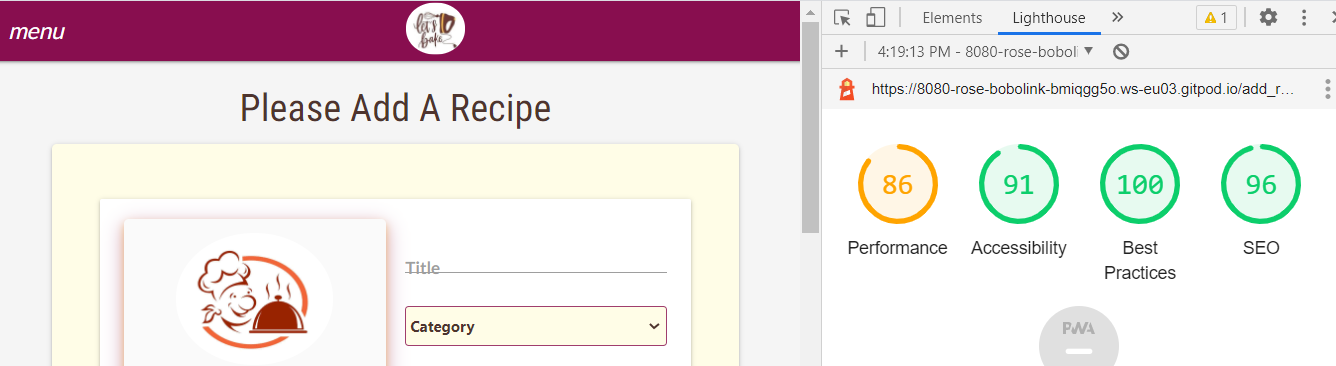 menu
let's
bake
Please Add A Recipe
Title
Category
Elements
Lighthouse
1
4:19:13 PM - 8080-rose-bobol
https://8080-rose-bobolink-bmiqgg5o.ws-eu03.gitpod.io/add_r…
86
91
100
96
Performance
Accessibility
Best
Practices
SEO
PWA